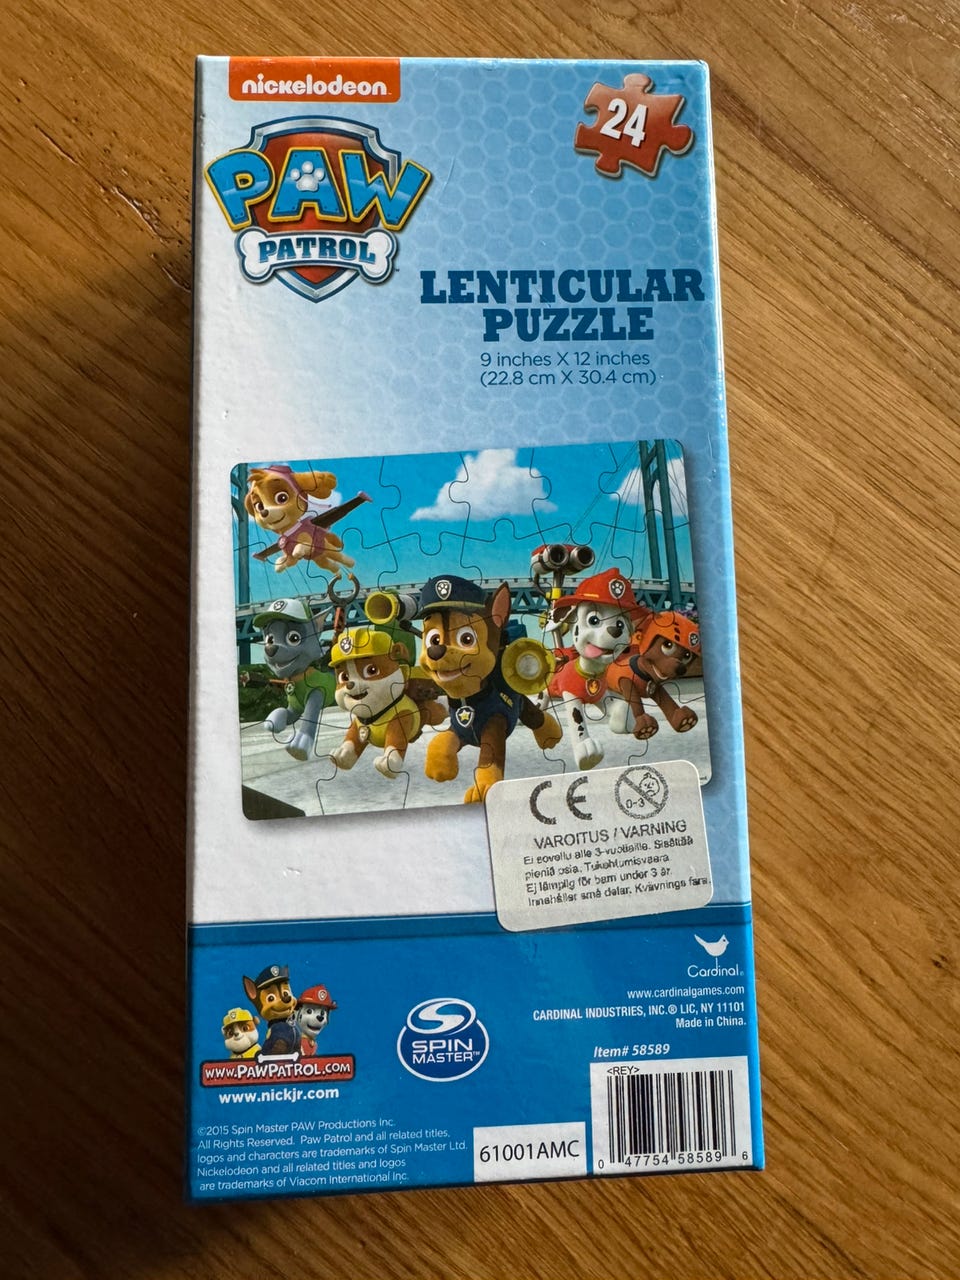 nickelodeon
24
PAW
PATROL
LENTICULAR
PUZZLE
9 inches X 12 inches
(22.8 cm X 30.4 cm)
CE
0-3
VAROITUS / VARNING
Ei sovellu alle 3-vuotiaille. Sisältää
pieniä osia. Tukehtumisvaara.
Ej lämplig för barn under 3 år.
Innehåller små delar. Kvävnings fara.
Cardinal®
www.cardinalgames.com
CARDINAL INDUSTRIES, INC.® LIC, NY 11101
Made in China.
SPIN
MASTER™
WWW.PAWPATROL.COM
www.nickjr.com
Item# 58589
<REY>
©2015 Spin Master PAW Productions Inc.
All Rights Reserved. Paw Patrol and all related titles,
logos and characters are trademarks of Spin Master Ltd.
Nickelodeon and all related titles and logos
are trademarks of Viacom International Inc.
61001AMC
0 47754 58589 6